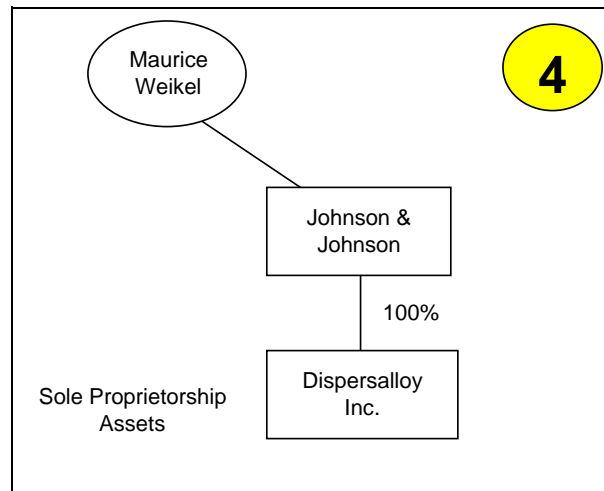 Maurice
Weikel
4
Johnson &
Johnson
100%
Dispersalloy
Inc.
Sole Proprietorship
Assets